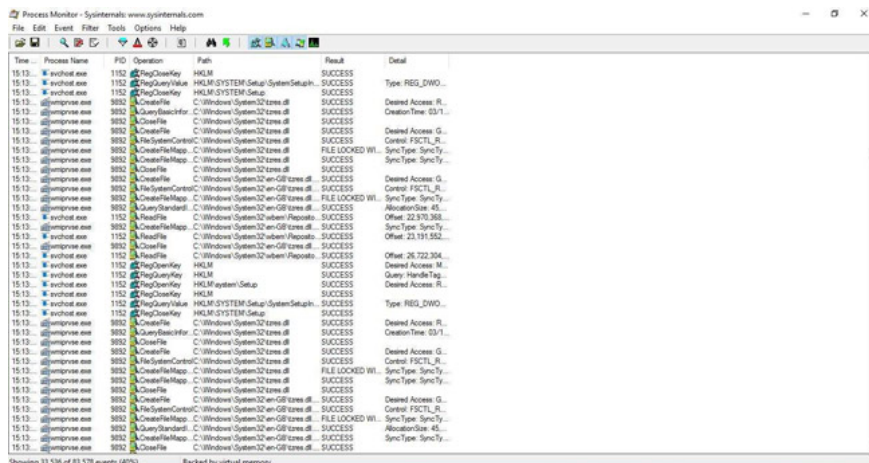 Process Monitor - Sysinternals: www.sysinternals.com
File Edit Event Filter Tools Options Help
Time ... Process Name PID Operation Path Result Detail
15:13:... svchost.exe 1152 RegCloseKey HKLM SUCCESS
15:13:... svchost.exe 1152 RegQueryValue HKLM\SYSTEM\Setup\SystemSetupIn... SUCCESS Type: REG_DWO...
15:13:... svchost.exe 1152 RegCloseKey HKLM\SYSTEM\Setup SUCCESS
15:13:... wmiprvse.exe 9892 CreateFile C:\Windows\System32\tzres.dll SUCCESS Desired Access: R...
15:13:... wmiprvse.exe 9892 QueryBasicInfor... C:\Windows\System32\tzres.dll SUCCESS CreationTime: 03/1...
15:13:... wmiprvse.exe 9892 CloseFile C:\Windows\System32\tzres.dll SUCCESS
15:13:... wmiprvse.exe 9892 CreateFile C:\Windows\System32\tzres.dll SUCCESS Desired Access: G...
15:13:... wmiprvse.exe 9892 FileSystemControl C:\Windows\System32\tzres.dll SUCCESS Control: FSCTL_R...
15:13:... wmiprvse.exe 9892 CreateFileMapp... C:\Windows\System32\tzres.dll FILE LOCKED WI... SyncType: SyncTy...
15:13:... wmiprvse.exe 9892 CreateFileMapp... C:\Windows\System32\tzres.dll SUCCESS SyncType: SyncTy...
15:13:... wmiprvse.exe 9892 CloseFile C:\Windows\System32\tzres.dll SUCCESS
15:13:... wmiprvse.exe 9892 CreateFile C:\Windows\System32\en-GB\tzres.dll... SUCCESS Desired Access: G...
15:13:... wmiprvse.exe 9892 FileSystemControl C:\Windows\System32\en-GB\tzres.dll... SUCCESS Control: FSCTL_R...
15:13:... wmiprvse.exe 9892 CreateFileMapp... C:\Windows\System32\en-GB\tzres.dll... FILE LOCKED WI... SyncType: SyncTy...
15:13:... wmiprvse.exe 9892 QueryStandardI... C:\Windows\System32\en-GB\tzres.dll... SUCCESS AllocationSize: 45,...
15:13:... svchost.exe 1152 ReadFile C:\Windows\System32\wbem\Reposito... SUCCESS Offset: 22,970,368,...
15:13:... wmiprvse.exe 9892 CreateFileMapp... C:\Windows\System32\en-GB\tzres.dll... SUCCESS SyncType: SyncTy...
15:13:... svchost.exe 1152 ReadFile C:\Windows\System32\wbem\Reposito... SUCCESS Offset: 23,191,552,...
15:13:... wmiprvse.exe 9892 CloseFile C:\Windows\System32\en-GB\tzres.dll... SUCCESS
15:13:... svchost.exe 1152 ReadFile C:\Windows\System32\wbem\Reposito... SUCCESS Offset: 26,722,304,...
15:13:... svchost.exe 1152 RegOpenKey HKLM SUCCESS Desired Access: M...
15:13:... svchost.exe 1152 RegQueryKey HKLM SUCCESS Query: HandleTag...
15:13:... svchost.exe 1152 RegOpenKey HKLM\system\Setup SUCCESS Desired Access: R...
15:13:... svchost.exe 1152 RegCloseKey HKLM SUCCESS
15:13:... svchost.exe 1152 RegQueryValue HKLM\SYSTEM\Setup\SystemSetupIn... SUCCESS Type: REG_DWO...
15:13:... svchost.exe 1152 RegCloseKey HKLM\SYSTEM\Setup SUCCESS
15:13:... wmiprvse.exe 9892 CreateFile C:\Windows\System32\tzres.dll SUCCESS Desired Access: R...
15:13:... wmiprvse.exe 9892 QueryBasicInfor... C:\Windows\System32\tzres.dll SUCCESS CreationTime: 03/1...
15:13:... wmiprvse.exe 9892 CloseFile C:\Windows\System32\tzres.dll SUCCESS
15:13:... wmiprvse.exe 9892 CreateFile C:\Windows\System32\tzres.dll SUCCESS Desired Access: G...
15:13:... wmiprvse.exe 9892 FileSystemControl C:\Windows\System32\tzres.dll SUCCESS Control: FSCTL_R...
15:13:... wmiprvse.exe 9892 CreateFileMapp... C:\Windows\System32\tzres.dll FILE LOCKED WI... SyncType: SyncTy...
15:13:... wmiprvse.exe 9892 CreateFileMapp... C:\Windows\System32\tzres.dll SUCCESS SyncType: SyncTy...
15:13:... wmiprvse.exe 9892 CloseFile C:\Windows\System32\tzres.dll SUCCESS
15:13:... wmiprvse.exe 9892 CreateFile C:\Windows\System32\en-GB\tzres.dll... SUCCESS Desired Access: G...
15:13:... wmiprvse.exe 9892 FileSystemControl C:\Windows\System32\en-GB\tzres.dll... SUCCESS Control: FSCTL_R...
15:13:... wmiprvse.exe 9892 CreateFileMapp... C:\Windows\System32\en-GB\tzres.dll... FILE LOCKED WI... SyncType: SyncTy...
15:13:... wmiprvse.exe 9892 QueryStandardI... C:\Windows\System32\en-GB\tzres.dll... SUCCESS AllocationSize: 45,...
15:13:... wmiprvse.exe 9892 CreateFileMapp... C:\Windows\System32\en-GB\tzres.dll... SUCCESS SyncType: SyncTy...
15:13:... wmiprvse.exe 9892 CloseFile C:\Windows\System32\en-GB\tzres.dll... SUCCESS
Showing 33,536 of 83,578 events (40%) Backed by virtual memory